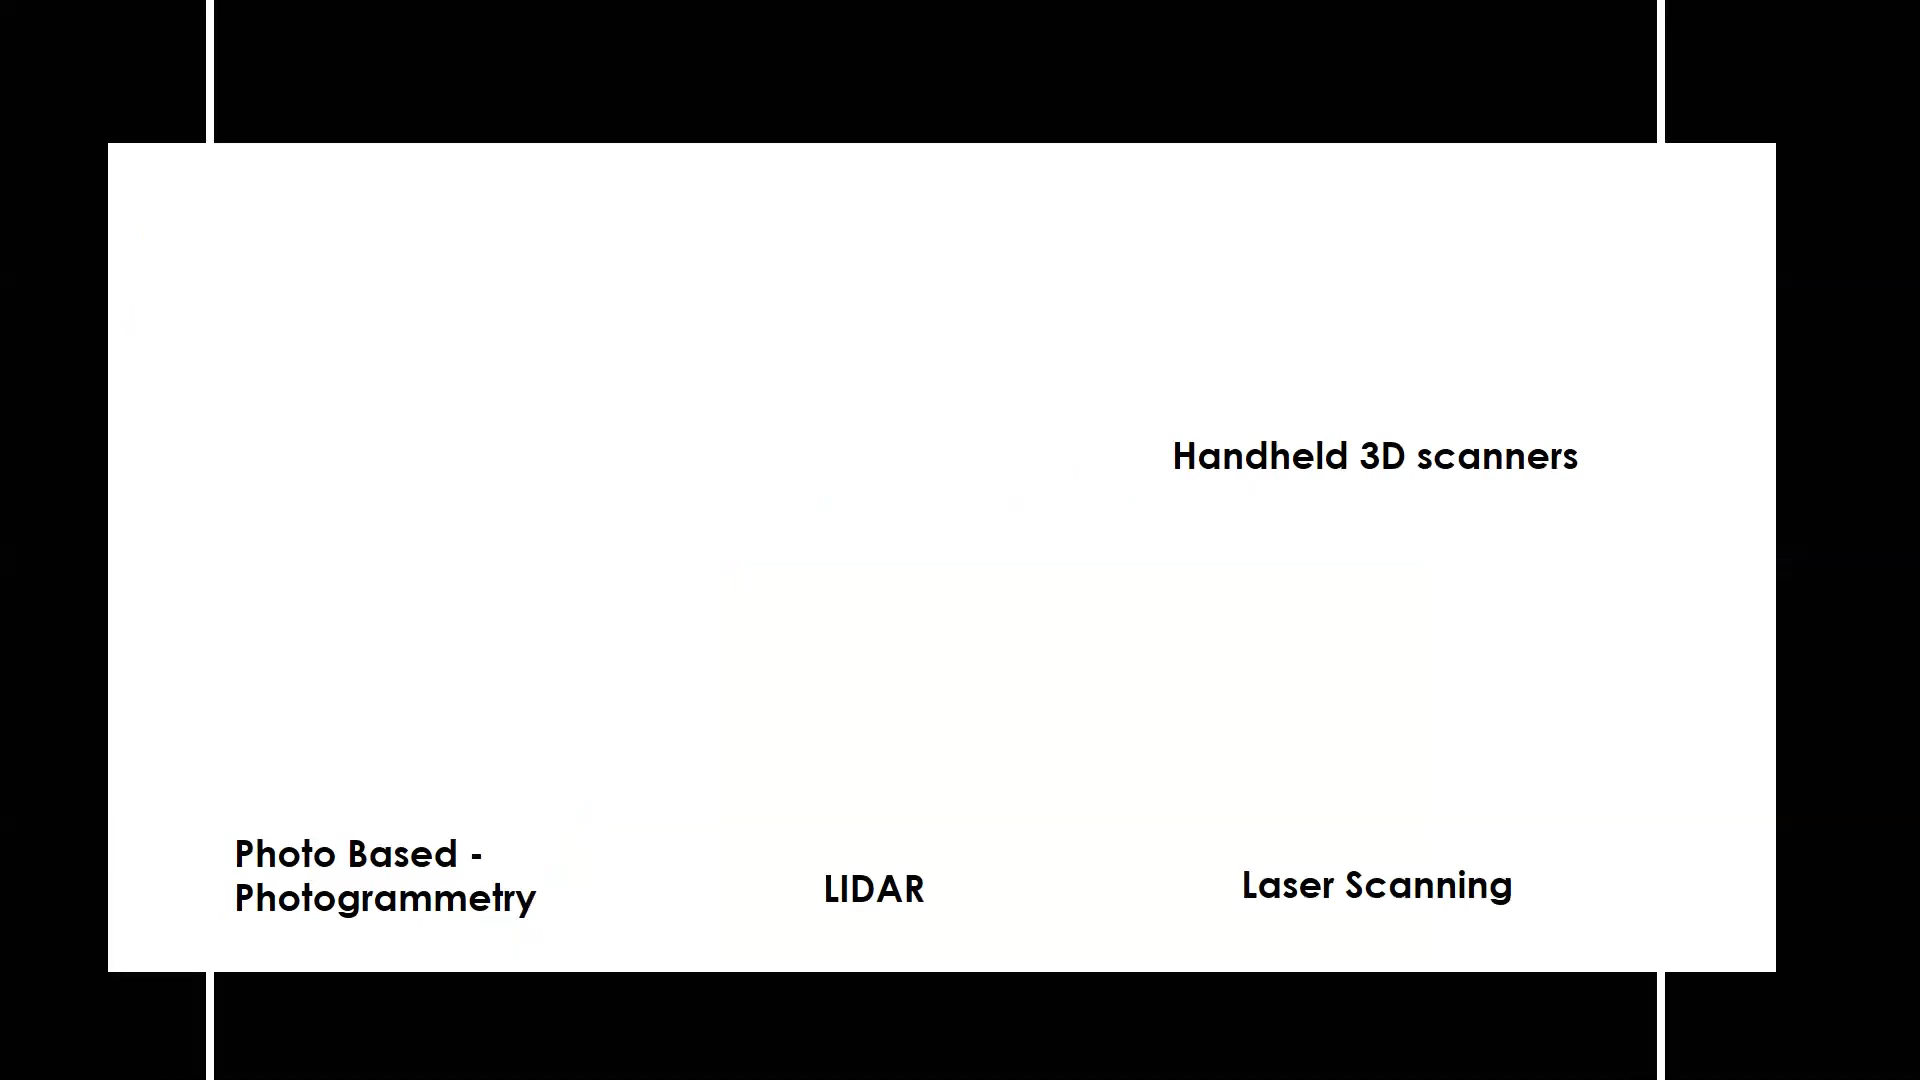 Handheld 3D scanners
Photo Based -
Photogrammetry
LIDAR
Laser Scanning